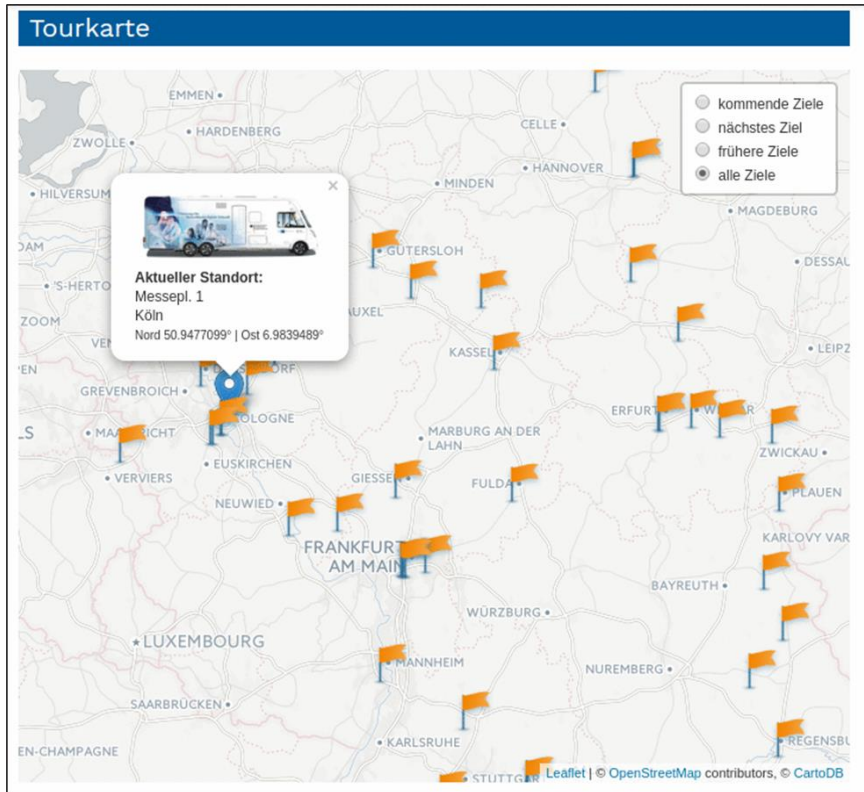 Tourkarte
kommende Ziele
nächstes Ziel
frühere Ziele
alle Ziele
EMMEN
HARDENBERG
CELLE
ZWOLLE
HANNOVER
MINDEN
HILVERSUM
MAGDEBURG
DAM
GÜTERSLOH
DESSAU
'S-HERTO
Aktueller Standort:
Messepl. 1
Köln
Nord 50.9477099° | Ost 6.9839489°
UXEL
ZOOM
VEN
KASSEL
LEIPZ
EN
GREVENBROICH
ERFURT
LS
COLOGNE
MARBURG AN DER
LAHN
ZWICKAU
EUSKIRCHEN
VERVIERS
GIESSEN
FULDA
PLAUEN
NEUWIED
KARLOVY VAR
FRANKFURT
AM MAIN
BAYREUTH
WÜRZBURG
LUXEMBOURG
MANNHEIM
NUREMBERG
SAARBRÜCKEN
KARLSRUHE
REGENSBU
EN-CHAMPAGNE
STUTTGAR
Leaflet | © OpenStreetMap contributors, © CartoDB